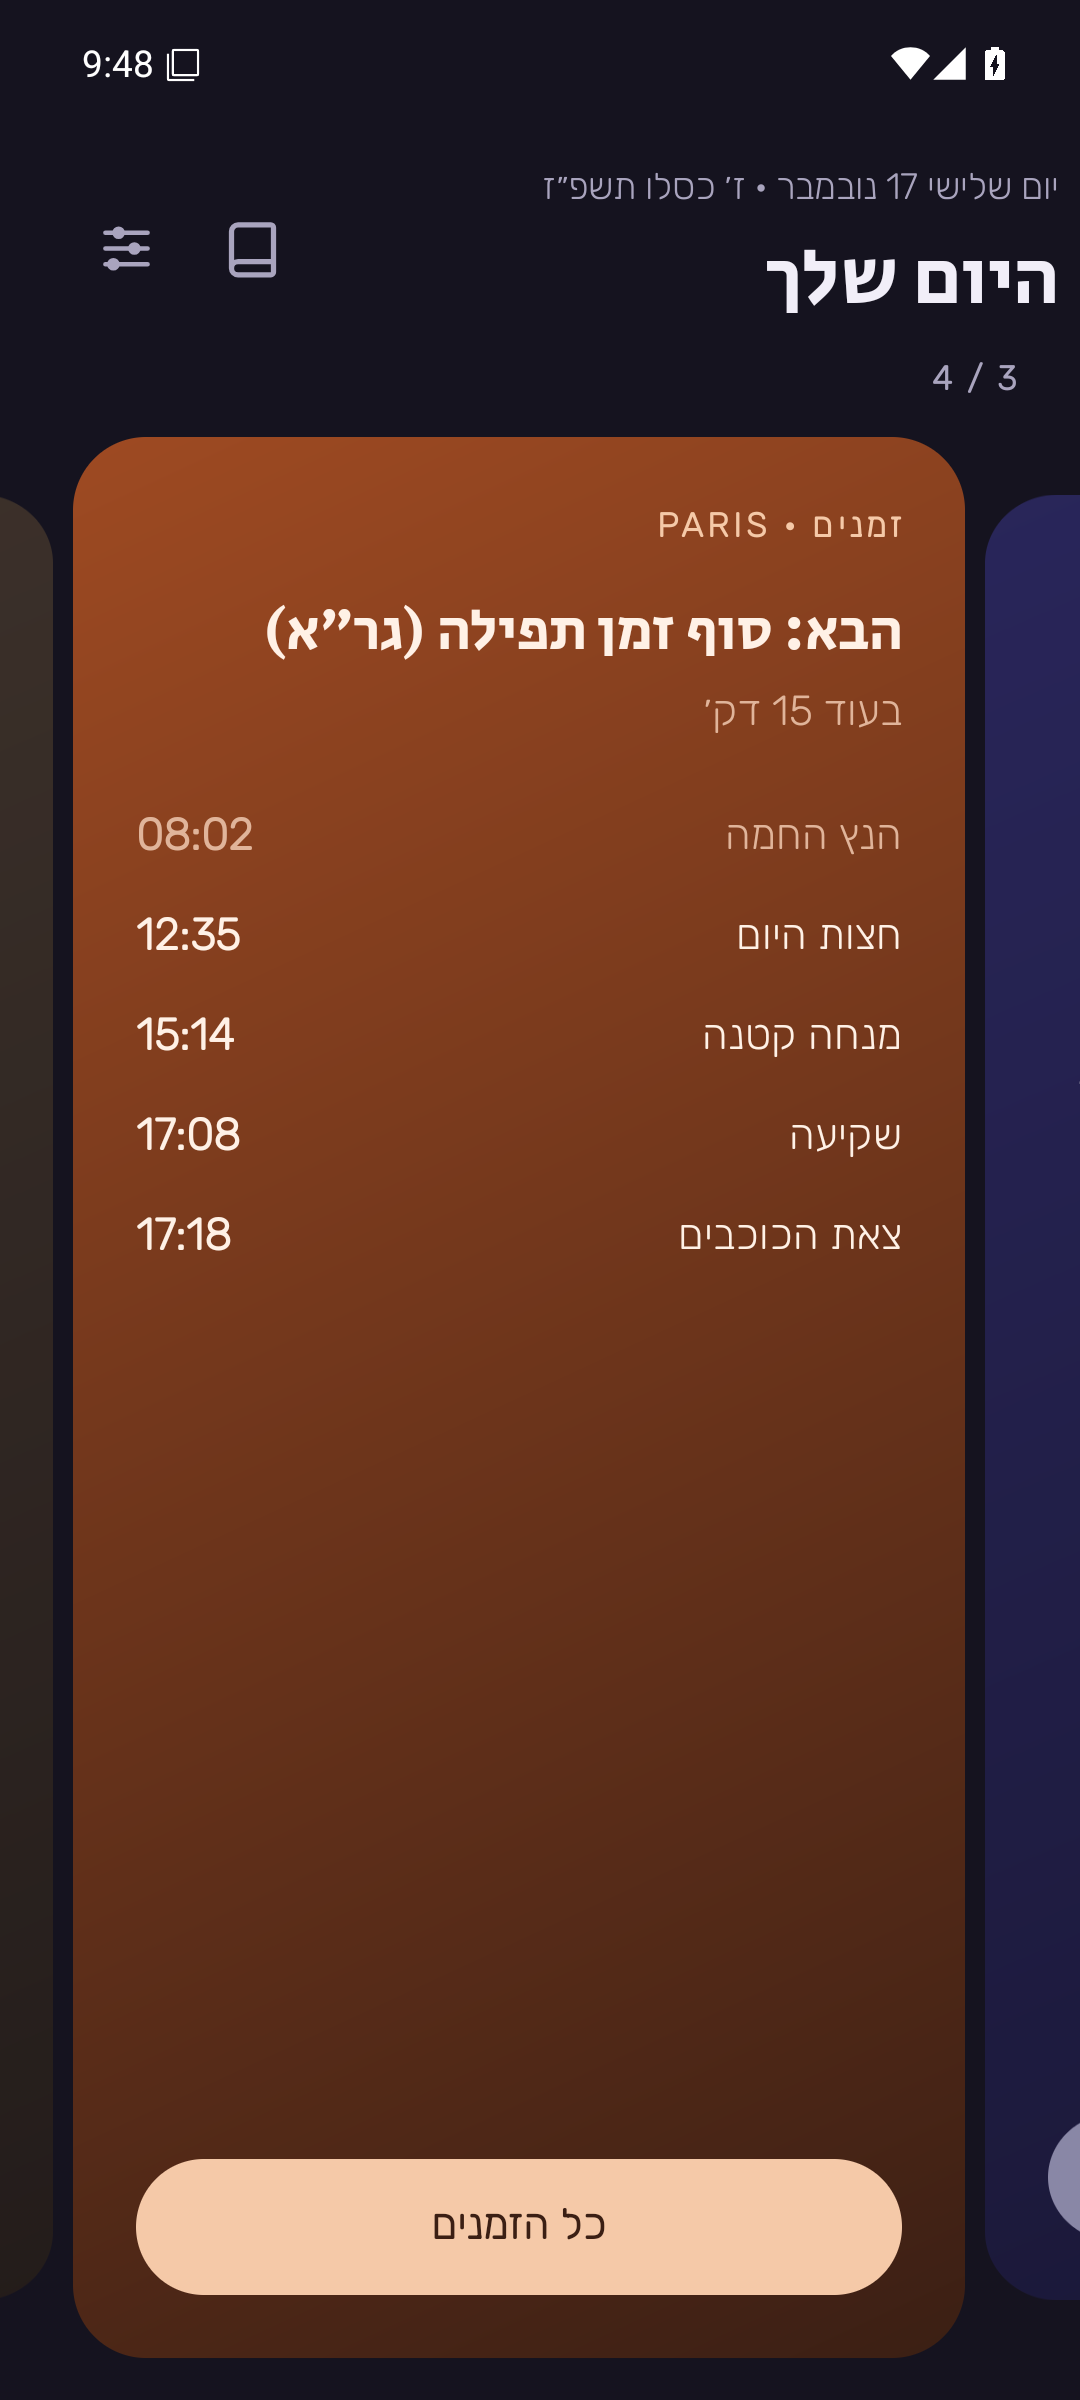 9:48
יום שלישי 17 נובמבר • ז׳ כסלו תשפ״ז
היום שלך
3 / 4
זמנים • PARIS
הבא: סוף זמן תפילה (גר״א)
בעוד 15 דק׳
הנץ החמה 08:02
חצות היום 12:35
מנחה קטנה 15:14
שקיעה 17:08
צאת הכוכבים 17:18
כל הזמנים